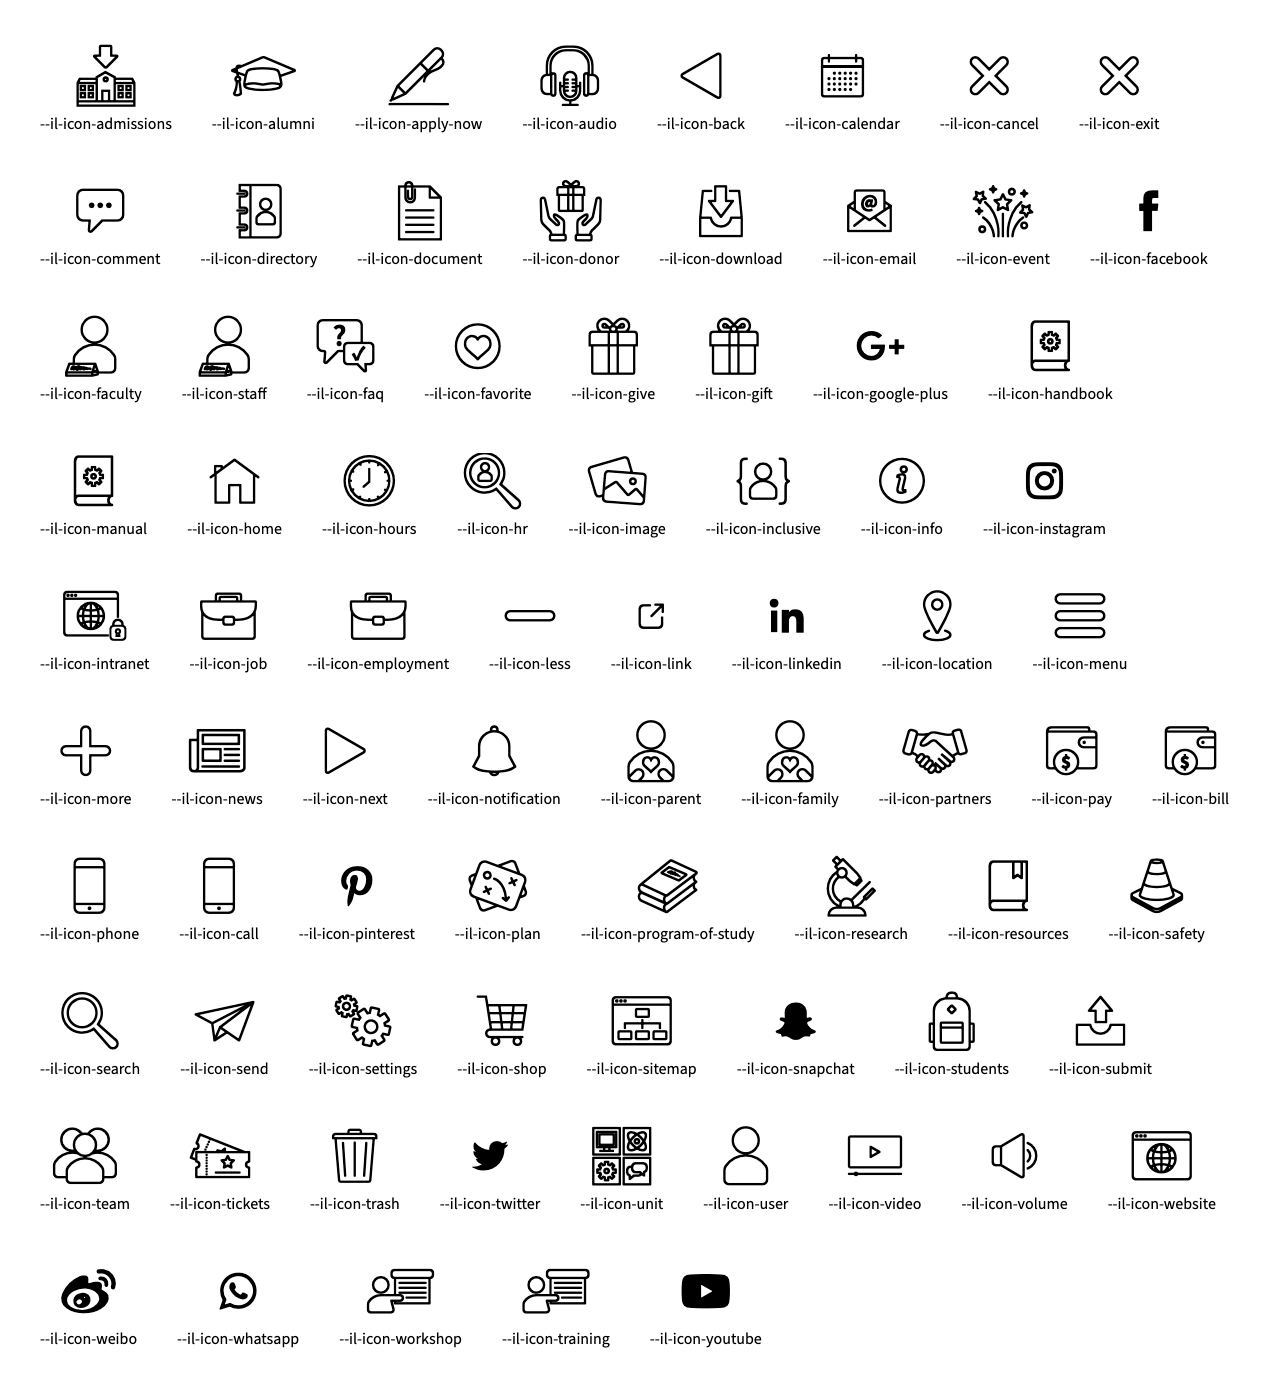 --il-icon-admissions --il-icon-alumni --il-icon-apply-now --il-icon-audio --il-icon-back --il-icon-calendar --il-icon-cancel --il-icon-exit
@
--il-icon-comment --il-icon-directory --il-icon-document --il-icon-donor --il-icon-download --il-icon-email --il-icon-event --il-icon-facebook
? G+
--il-icon-faculty --il-icon-staff --il-icon-faq --il-icon-favorite --il-icon-give --il-icon-gift --il-icon-google-plus --il-icon-handbook
i
--il-icon-manual --il-icon-home --il-icon-hours --il-icon-hr --il-icon-image --il-icon-inclusive --il-icon-info --il-icon-instagram
in
--il-icon-intranet --il-icon-job --il-icon-employment --il-icon-less --il-icon-link --il-icon-linkedin --il-icon-location --il-icon-menu
$ $
--il-icon-more --il-icon-news --il-icon-next --il-icon-notification --il-icon-parent --il-icon-family --il-icon-partners --il-icon-pay --il-icon-bill
--il-icon-phone --il-icon-call --il-icon-pinterest --il-icon-plan --il-icon-program-of-study --il-icon-research --il-icon-resources --il-icon-safety
--il-icon-search --il-icon-send --il-icon-settings --il-icon-shop --il-icon-sitemap --il-icon-snapchat --il-icon-students --il-icon-submit
--il-icon-team --il-icon-tickets --il-icon-trash --il-icon-twitter --il-icon-unit --il-icon-user --il-icon-video --il-icon-volume --il-icon-website
--il-icon-weibo --il-icon-whatsapp --il-icon-workshop --il-icon-training --il-icon-youtube